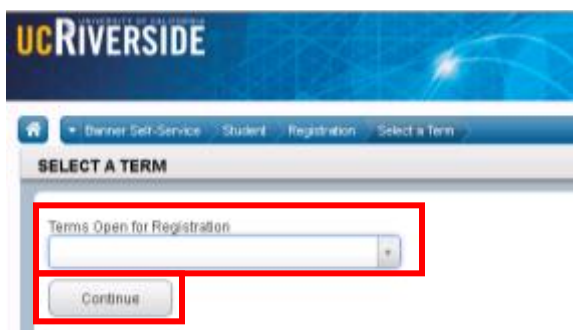 UNIVERSITY OF CALIFORNIA
UCRIVERSIDE
Banner Self-Service Student Registration Select a Term
SELECT A TERM
Terms Open for Registration
Continue